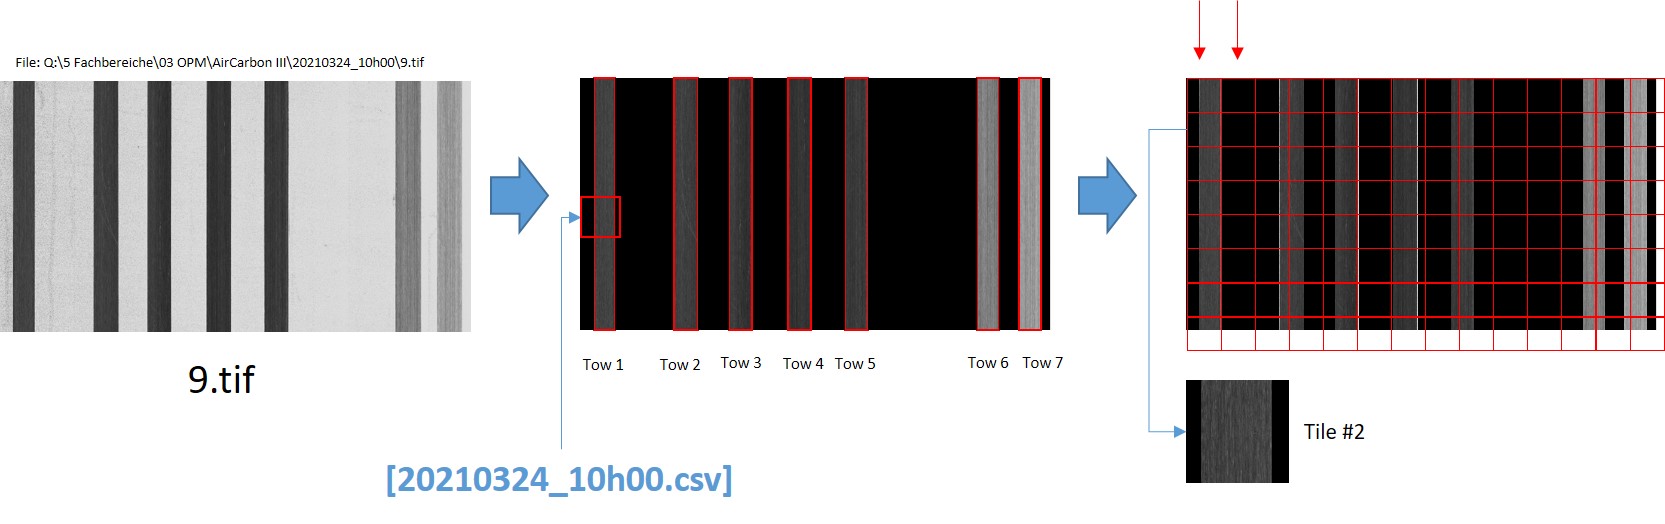 File: Q:\5 Fachbereiche\03 OPM\AirCarbon III\20210324_10h00\9.tif
9.tif
Tow 1
Tow 2
Tow 3
Tow 4
Tow 5
Tow 6
Tow 7
[20210324_10h00.csv]
Tile #2